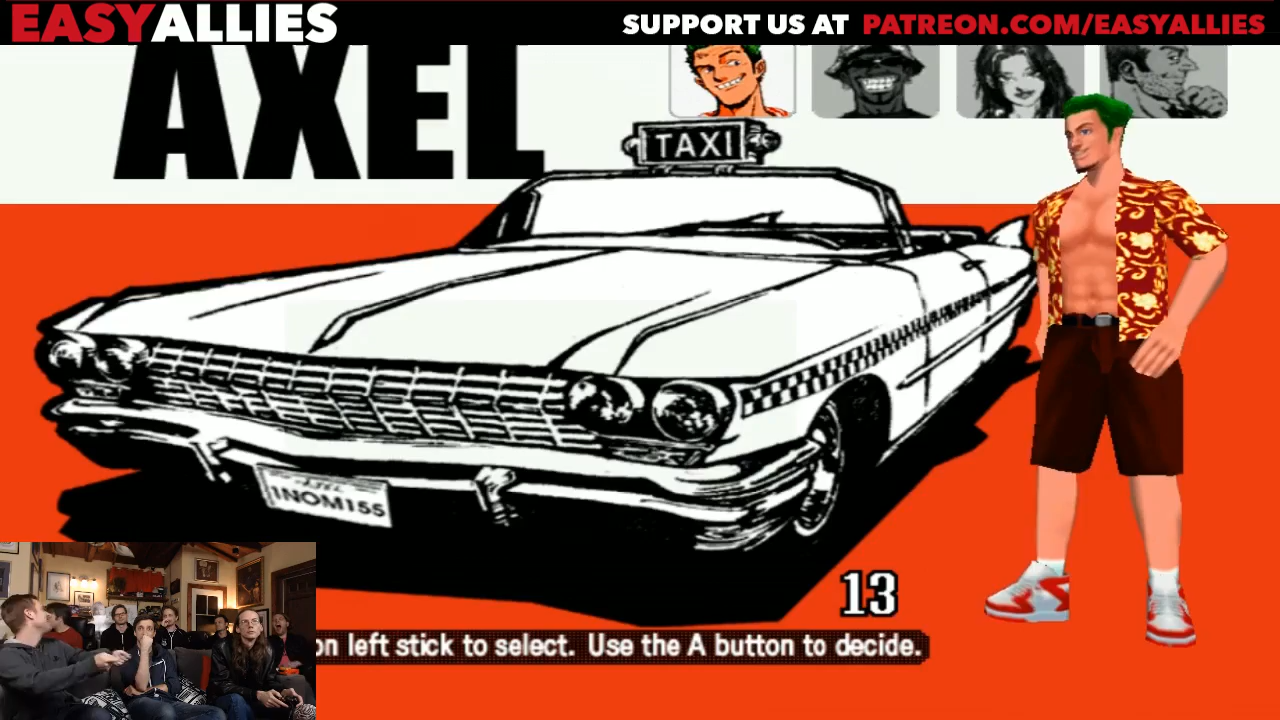 EASYALLIES
SUPPORT US AT PATREON.COM/EASYALLIES
AXEL
TAXI
1NOM155
13
on left stick to select. Use the A button to decide.